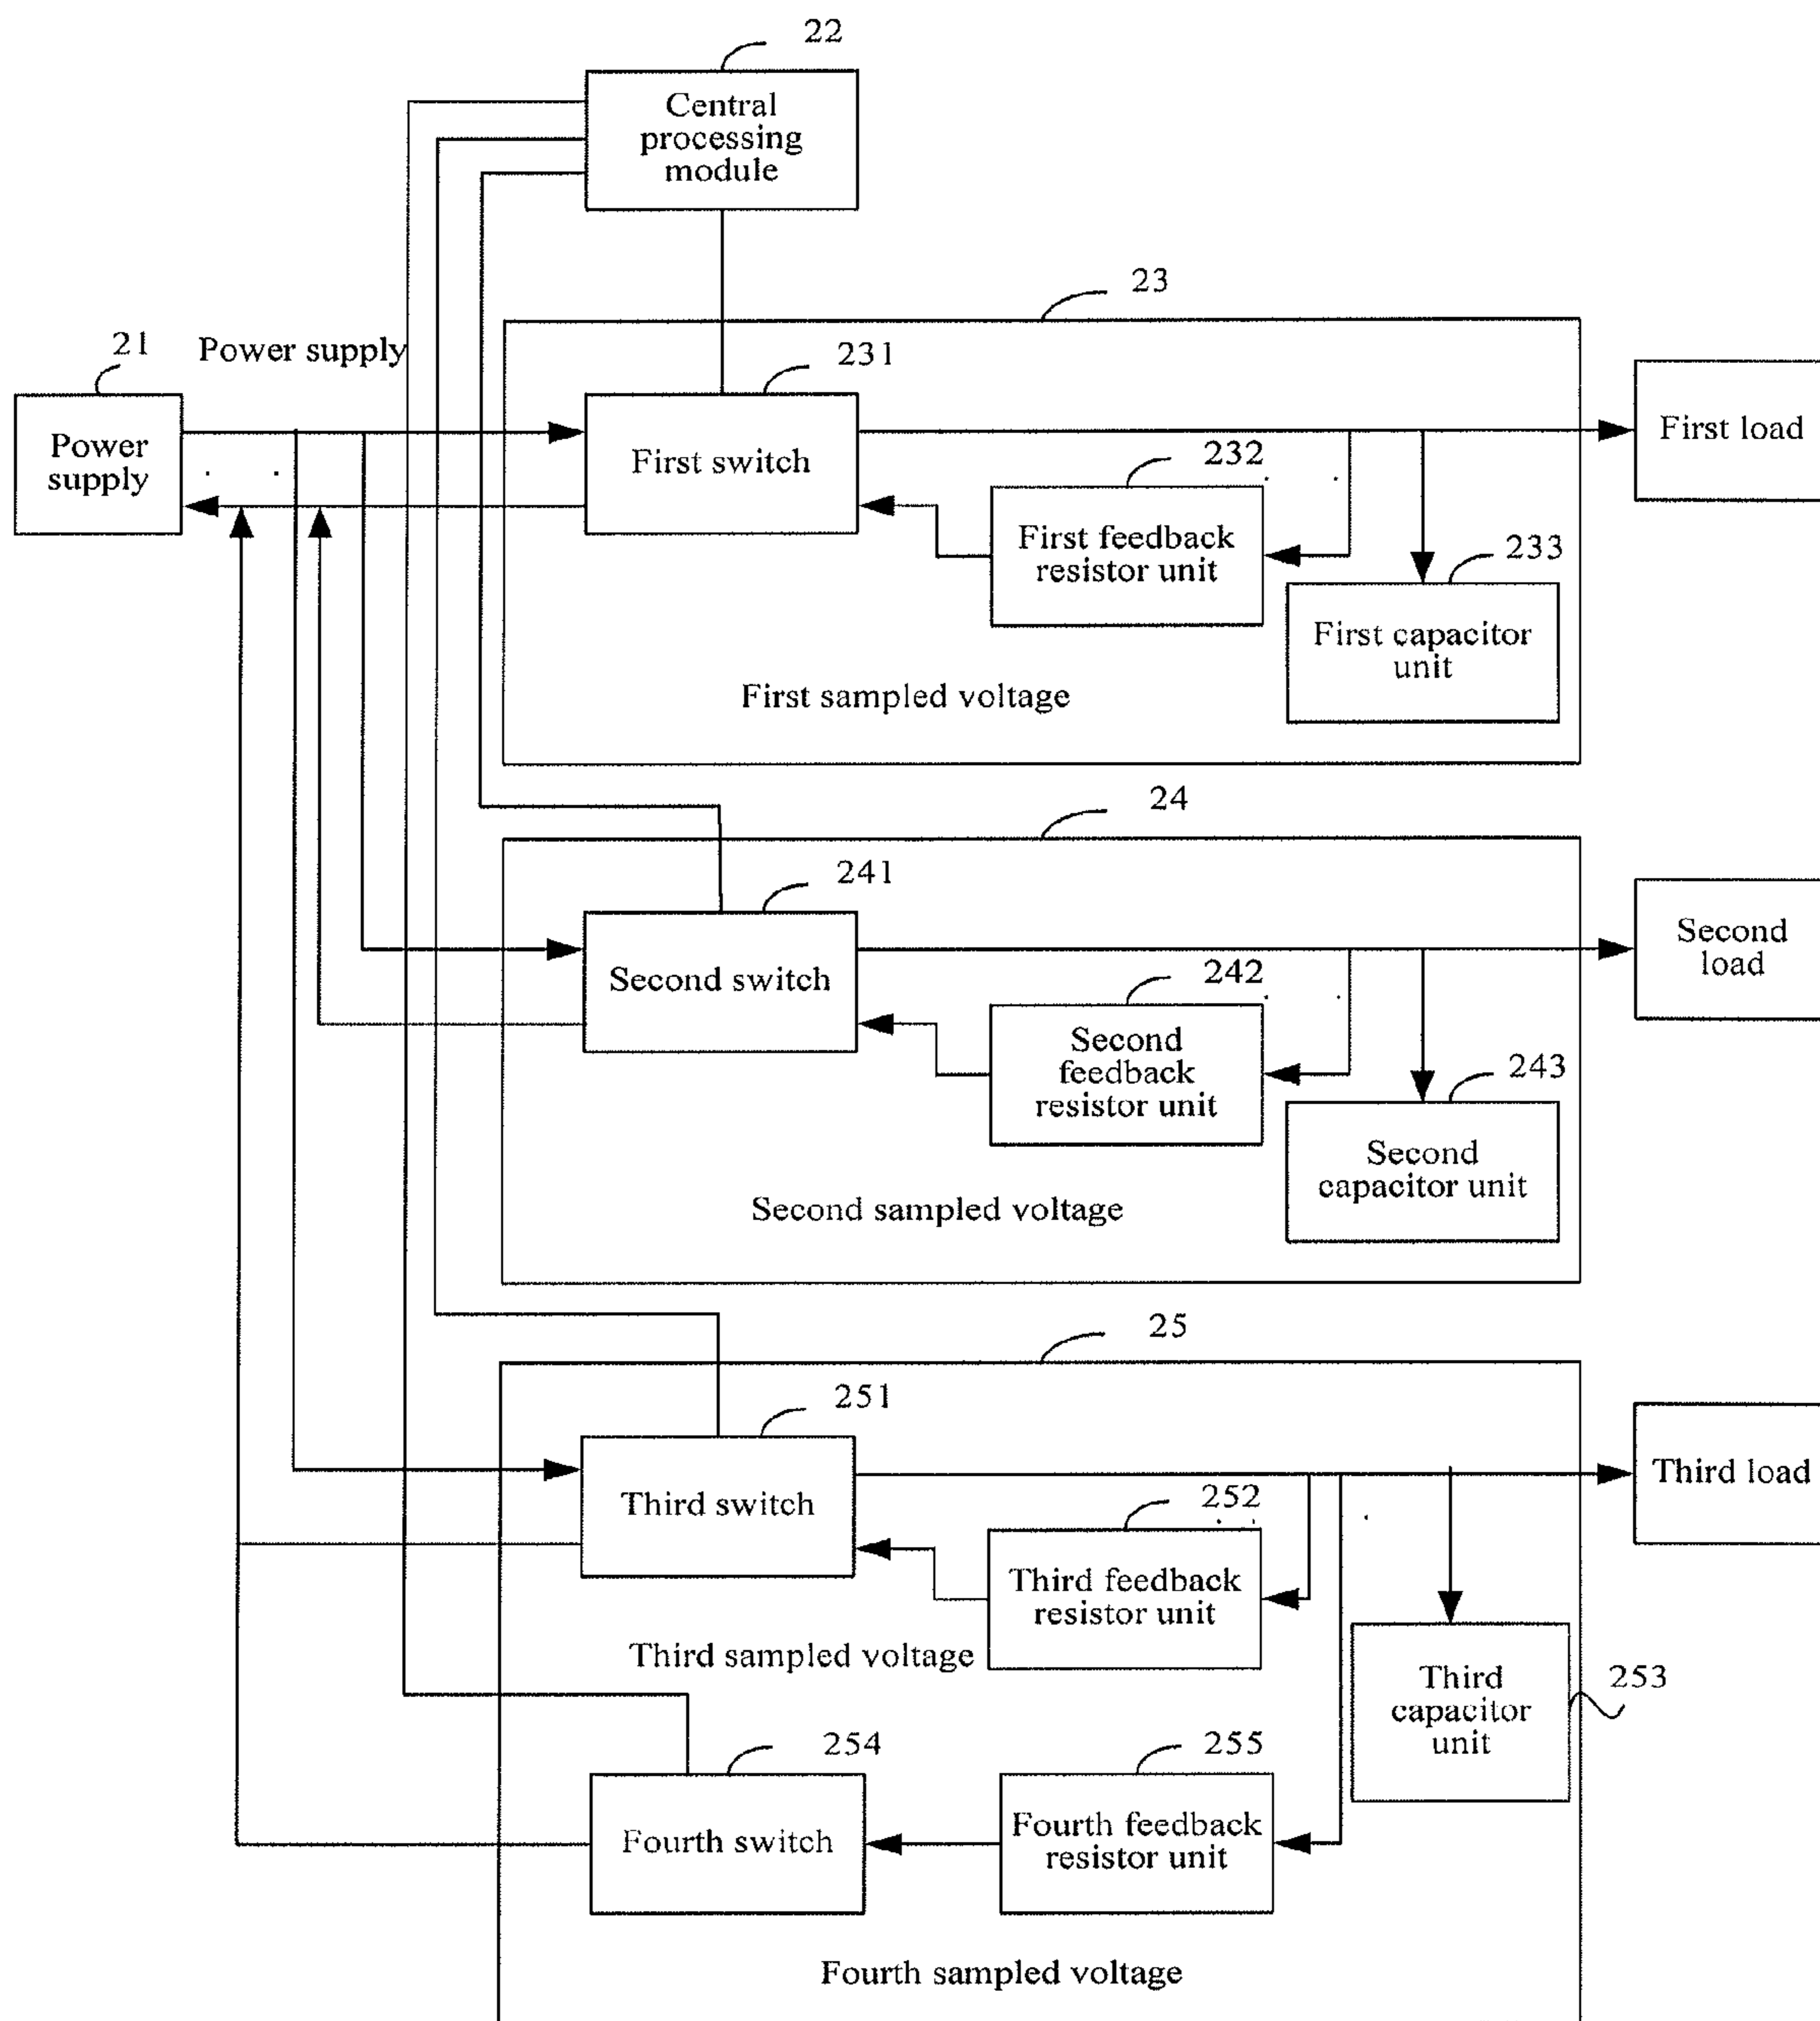 22
Central
processing
module
23
21
Power supply
231
Power
supply
First switch
First load
232
First feedback
resistor unit
233
First capacitor
unit
First sampled voltage
24
241
Second switch
Second
load
242
Second
feedback
resistor unit
243
Second
capacitor unit
Second sampled voltage
25
251
Third switch
Third load
252
Third feedback
resistor unit
Third sampled voltage
Third
capacitor
unit
253
254
255
Fourth switch
Fourth feedback
resistor unit
Fourth sampled voltage